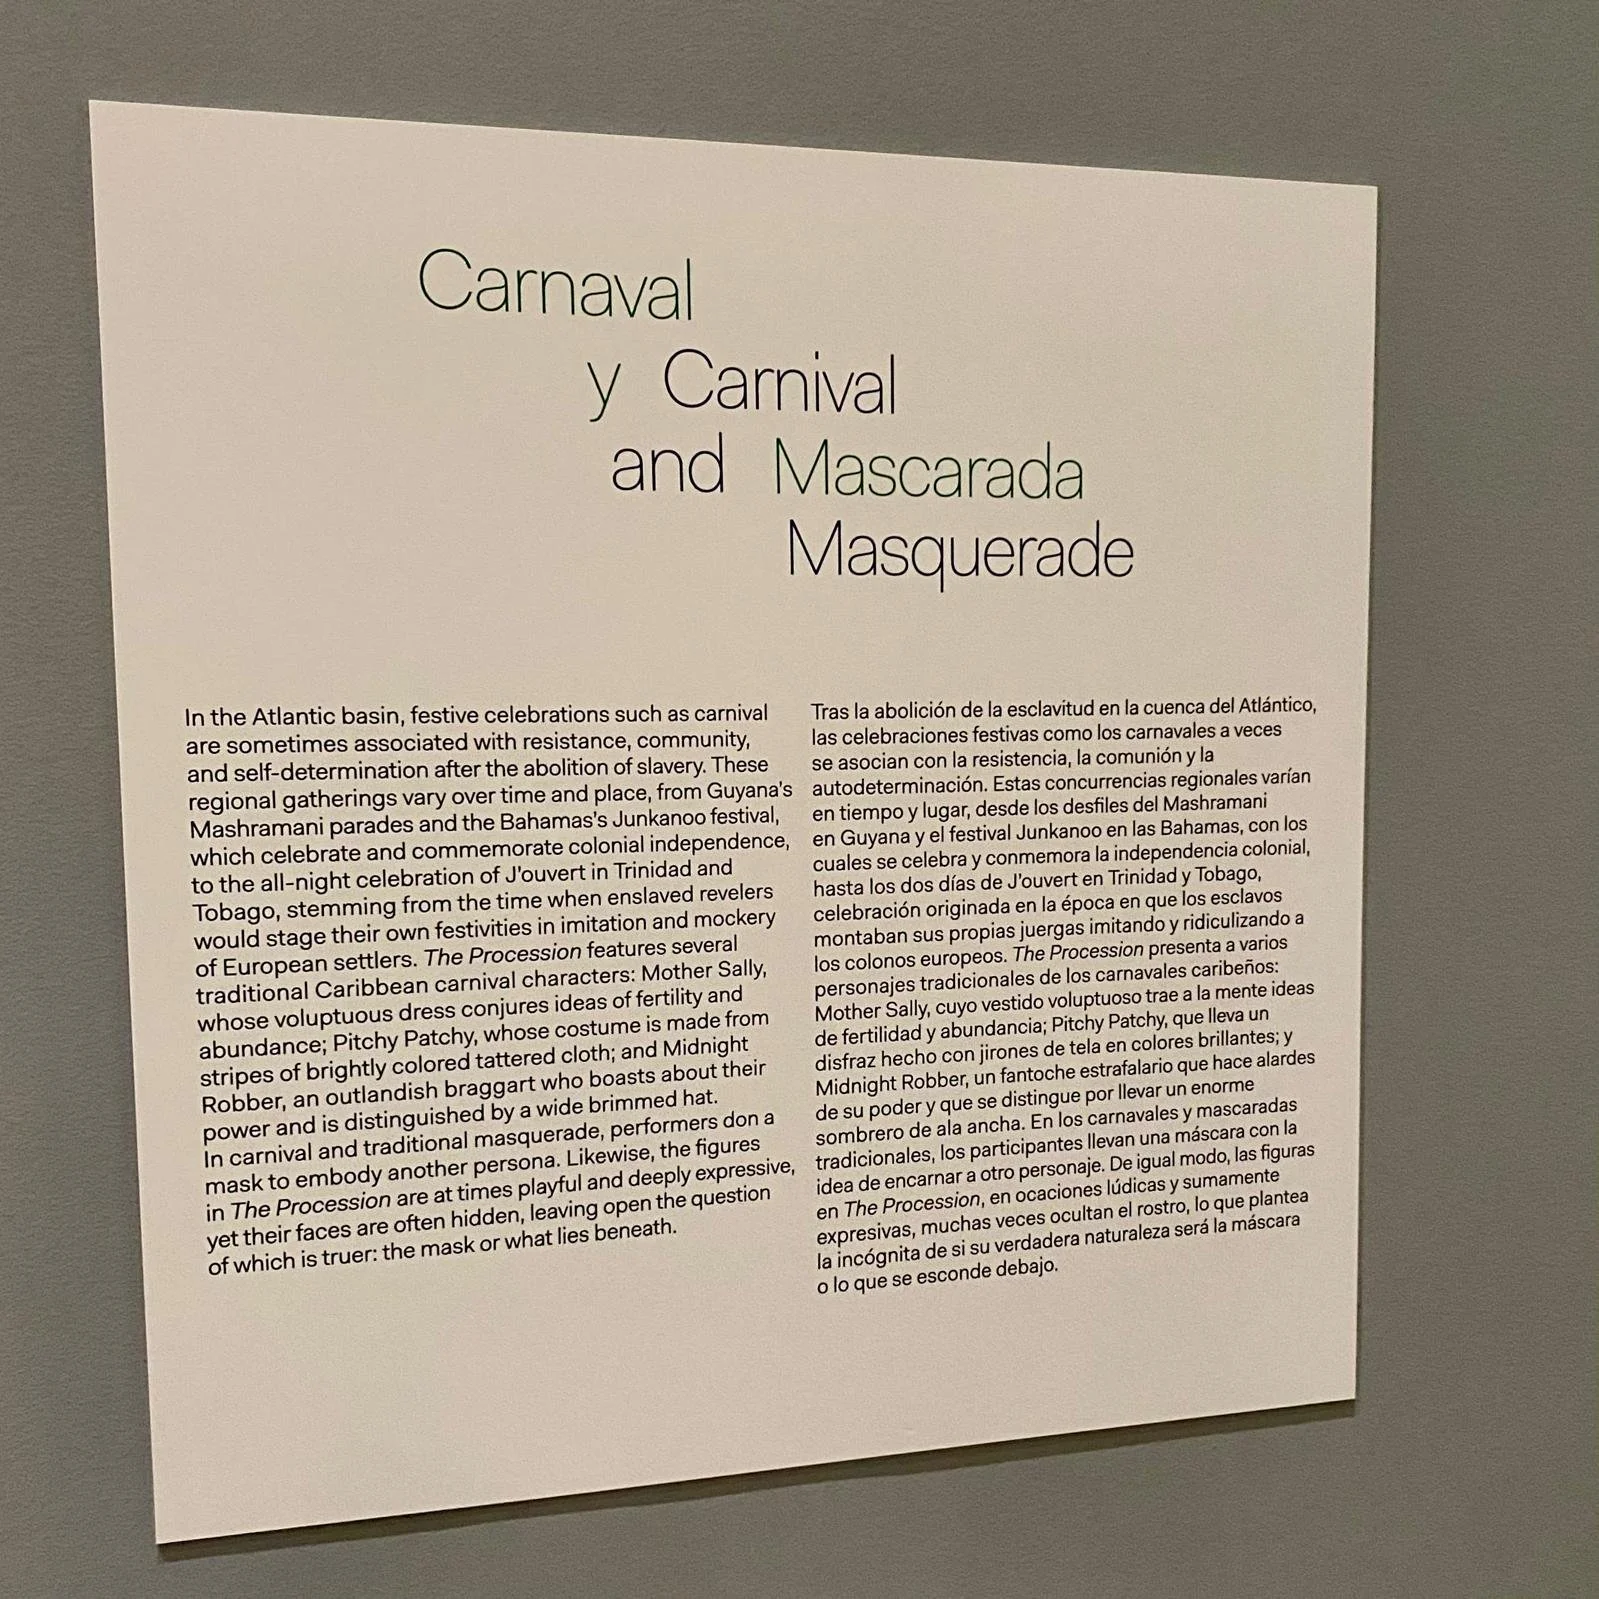 Carnaval
y Carnival
and Mascarada
Masquerade
In the Atlantic basin, festive celebrations such as carnival
are sometimes associated with resistance, community,
and self-determination after the abolition of slavery. These
regional gatherings vary over time and place, from Guyana's
Mashramani parades and the Bahamas's Junkanoo festival,
which celebrate and commemorate colonial independence,
to the all-night celebration of J'ouvert in Trinidad and
Tobago, stemming from the time when enslaved revelers
would stage their own festivities in imitation and mockery
of European settlers. The Procession features several
traditional Caribbean carnival characters: Mother Sally,
whose voluptuous dress conjures ideas of fertility and
abundance; Pitchy Patchy, whose costume is made from
stripes of brightly colored tattered cloth; and Midnight
Robber, an outlandish braggart who boasts about their
power and is distinguished by a wide brimmed hat.
In carnival and traditional masquerade, performers don a
mask to embody another persona. Likewise, the figures
in The Procession are at times playful and deeply expressive,
yet their faces are often hidden, leaving open the question
of which is truer: the mask or what lies beneath.
Tras la abolición de la esclavitud en la cuenca del Atlántico,
las celebraciones festivas como los carnavales a veces
se asocian con la resistencia, la comunión y la
autodeterminación. Estas concurrencias regionales varían
en tiempo y lugar, desde los desfiles del Mashramani
en Guyana y el festival Junkanoo en las Bahamas, con los
cuales se celebra y conmemora la independencia colonial,
hasta los dos días de J'ouvert en Trinidad y Tobago,
celebración originada en la época en que los esclavos
montaban sus propias juergas imitando y ridiculizando a
los colonos europeos. The Procession presenta a varios
personajes tradicionales de los carnavales caribeños:
Mother Sally, cuyo vestido voluptuoso trae a la mente ideas
de fertilidad y abundancia; Pitchy Patchy, que lleva un
disfraz hecho con jirones de tela en colores brillantes; y
Midnight Robber, un fantoche estrafalario que hace alardes
de su poder y que se distingue por llevar un enorme
sombrero de ala ancha. En los carnavales y mascaradas
tradicionales, los participantes llevan una máscara con la
idea de encarnar a otro personaje. De igual modo, las figuras
en The Procession, en ocaciones lúdicas y sumamente
expresivas, muchas veces ocultan el rostro, lo que plantea
la incógnita de si su verdadera naturaleza será la máscara
o lo que se esconde debajo.